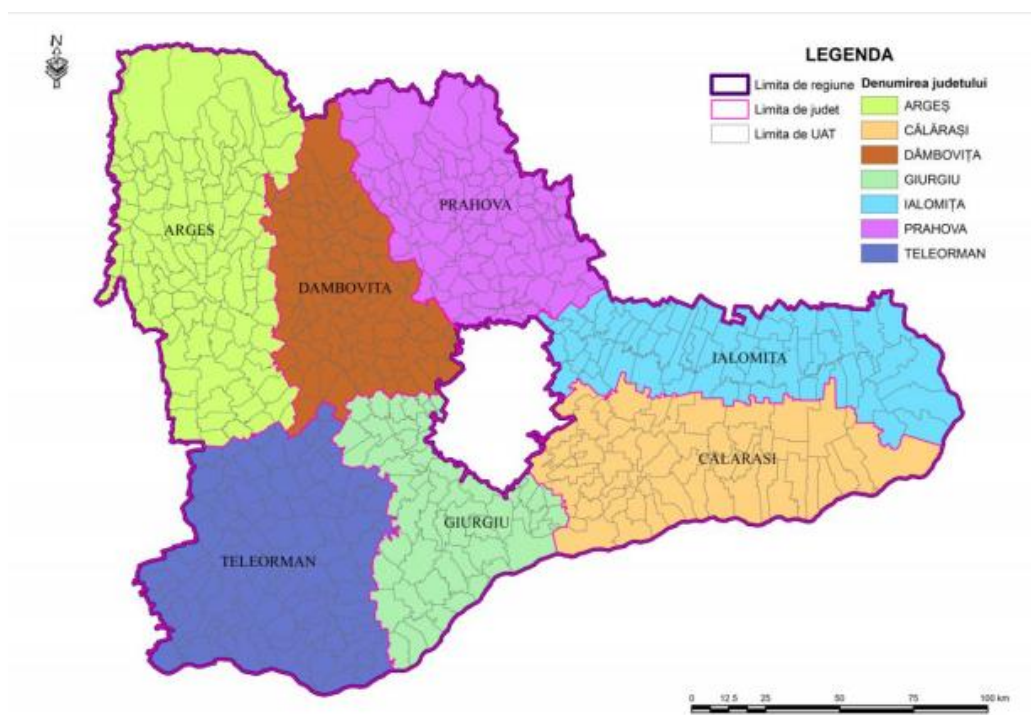 N
LEGENDA
Limita de regiune
Limita de judet
Limita de UAT
Denumirea judetului
ARGEȘ
CĂLĂRAȘI
DÂMBOVIȚA
GIURGIU
IALOMIȚA
PRAHOVA
TELEORMAN
PRAHOVA
ARGES
DAMBOVITA
IALOMITA
CALARASI
GIURGIU
TELEORMAN
0 12.5 25 50 75 100 km